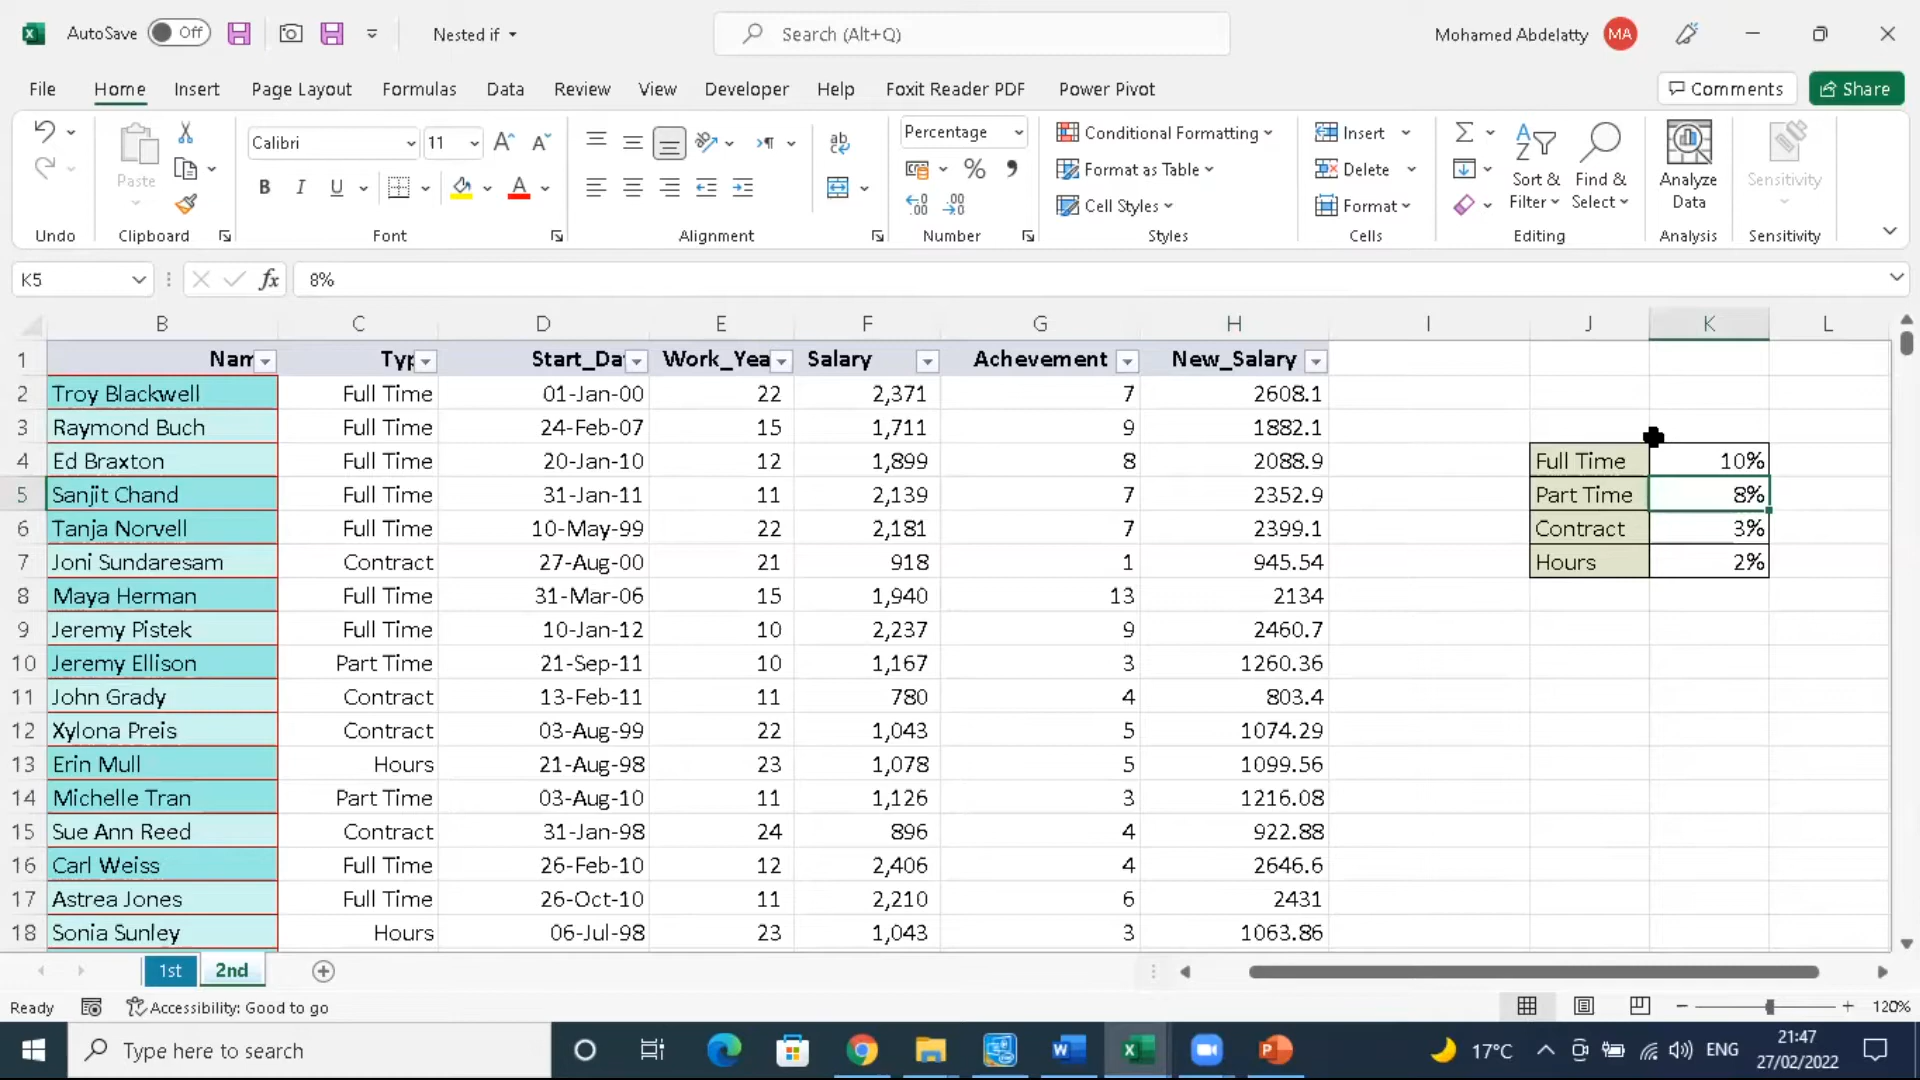 AutoSave Off Nested if Search (Alt+Q) Mohamed Abdelatty MA
File Home Insert Page Layout Formulas Data Review View Developer Help Foxit Reader PDF Power Pivot Comments Share
Calibri 11 Percentage Conditional Formatting Insert
Paste Format as Table Delete Sort & Filter Find & Select Analyze Data Sensitivity
B I U A Cell Styles Format
Undo Clipboard Font Alignment Number Styles Cells Editing Analysis Sensitivity
K5 fx 8%
B C D E F G H I J K L
1 Nam Typ Start_Da Work_Yea Salary Achevement New_Salary
2 Troy Blackwell Full Time 01-Jan-00 22 2,371 7 2608.1
3 Raymond Buch Full Time 24-Feb-07 15 1,711 9 1882.1
4 Ed Braxton Full Time 20-Jan-10 12 1,899 8 2088.9 Full Time 10%
5 Sanjit Chand Full Time 31-Jan-11 11 2,139 7 2352.9 Part Time 8%
6 Tanja Norvell Full Time 10-May-99 22 2,181 7 2399.1 Contract 3%
7 Joni Sundaresam Contract 27-Aug-00 21 918 1 945.54 Hours 2%
8 Maya Herman Full Time 31-Mar-06 15 1,940 13 2134
9 Jeremy Pistek Full Time 10-Jan-12 10 2,237 9 2460.7
10 Jeremy Ellison Part Time 21-Sep-11 10 1,167 3 1260.36
11 John Grady Contract 13-Feb-11 11 780 4 803.4
12 Xylona Preis Contract 03-Aug-99 22 1,043 5 1074.29
13 Erin Mull Hours 21-Aug-98 23 1,078 5 1099.56
14 Michelle Tran Part Time 03-Aug-10 11 1,126 3 1216.08
15 Sue Ann Reed Contract 31-Jan-98 24 896 4 922.88
16 Carl Weiss Full Time 26-Feb-10 12 2,406 4 2646.6
17 Astrea Jones Full Time 26-Oct-10 11 2,210 6 2431
18 Sonia Sunley Hours 06-Jul-98 23 1,043 3 1063.86
1st 2nd
Ready Accessibility: Good to go 120%
Type here to search 17°C ENG 21:47
27/02/2022